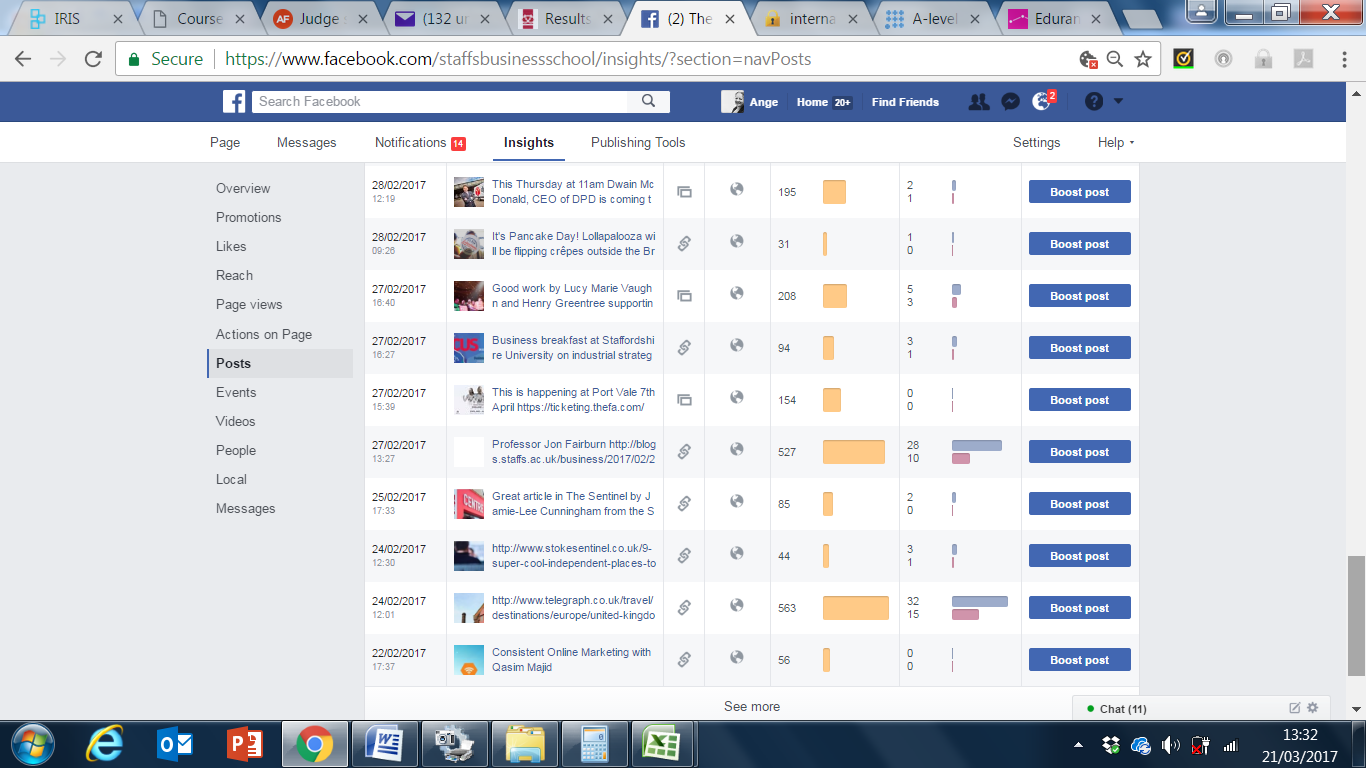 IRIS
Course
Judge
(132 u
Results
(2) The
interna
A-level
Eduran
Secure https://www.facebook.com/staffsbusinessschool/insights/?section=navPosts
Search Facebook
Ange Home 20+ Find Friends 2
Page Messages Notifications 14 Insights Publishing Tools Settings Help
Overview
Promotions
Likes
Reach
Page views
Actions on Page
Posts
Events
Videos
People
Local
Messages
28/02/2017 This Thursday at 11am Dwain Mc 195 2 Boost post
12:19 Donald, CEO of DPD is coming t 1
28/02/2017 It's Pancake Day! Lollapalooza wi 31 1 Boost post
09:26 ll be flipping crêpes outside the Br 0
27/02/2017 Good work by Lucy Marie Vaugh 208 5 Boost post
16:40 n and Henry Greentree supportin 3
27/02/2017 Business breakfast at Staffordshi 94 3 Boost post
16:27 re University on industrial strateg 1
27/02/2017 This is happening at Port Vale 7th 154 0 Boost post
15:39 April https://ticketing.thefa.com/ 0
27/02/2017 Professor Jon Fairburn http://blog 527 28 Boost post
13:27 s.staffs.ac.uk/business/2017/02/2 10
25/02/2017 Great article in The Sentinel by J 85 2 Boost post
17:33 amie-Lee Cunningham from the S 0
24/02/2017 http://www.stokesentinel.co.uk/9- 44 3 Boost post
12:30 super-cool-independent-places-to 1
24/02/2017 http://www.telegraph.co.uk/travel/ 563 32 Boost post
12:01 destinations/europe/united-kingdo 15
22/02/2017 Consistent Online Marketing with 56 0 Boost post
17:37 Qasim Majid 0
See more
Chat (11)
13:32
21/03/2017